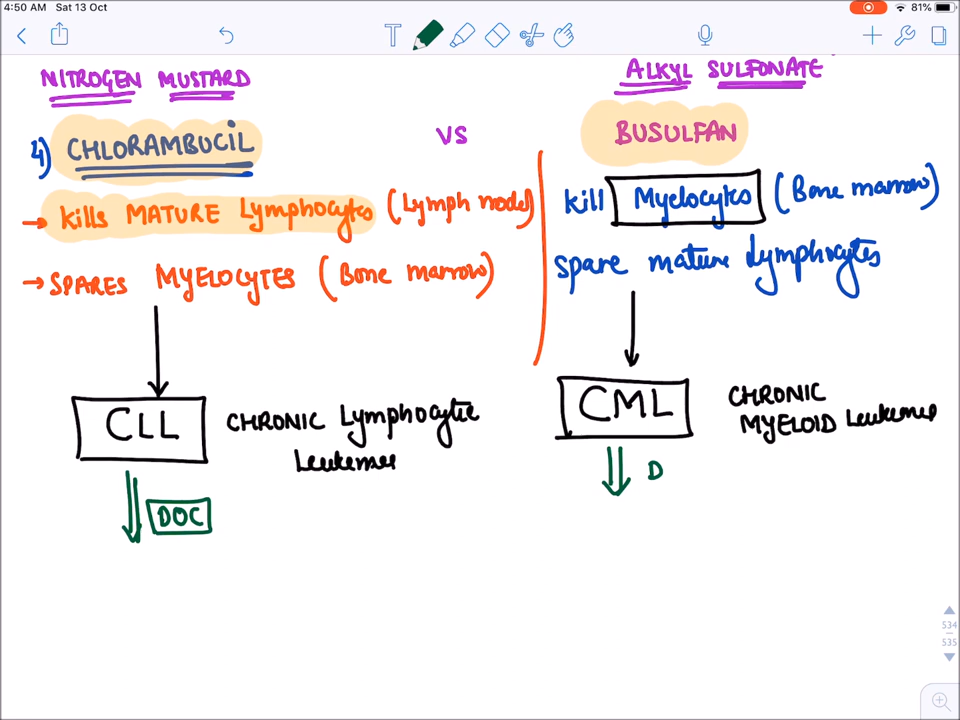 4:50 AM Sat 13 Oct
81%
T
NITROGEN MUSTARD
ALKYL SULFONATE
4) CHLORAMBUCIL
VS
BUSULFAN
→ Kills MATURE Lymphocytes (Lymph node)
→ SPARES MYELOCYTES (Bone marrow)
kill Myelocytes (Bone marrow)
spare mature Lymphocytes
CLL
CHRONIC Lymphocytic
Leukemia
CML
CHRONIC
MYELOID Leukemia
DOC
D
534
535